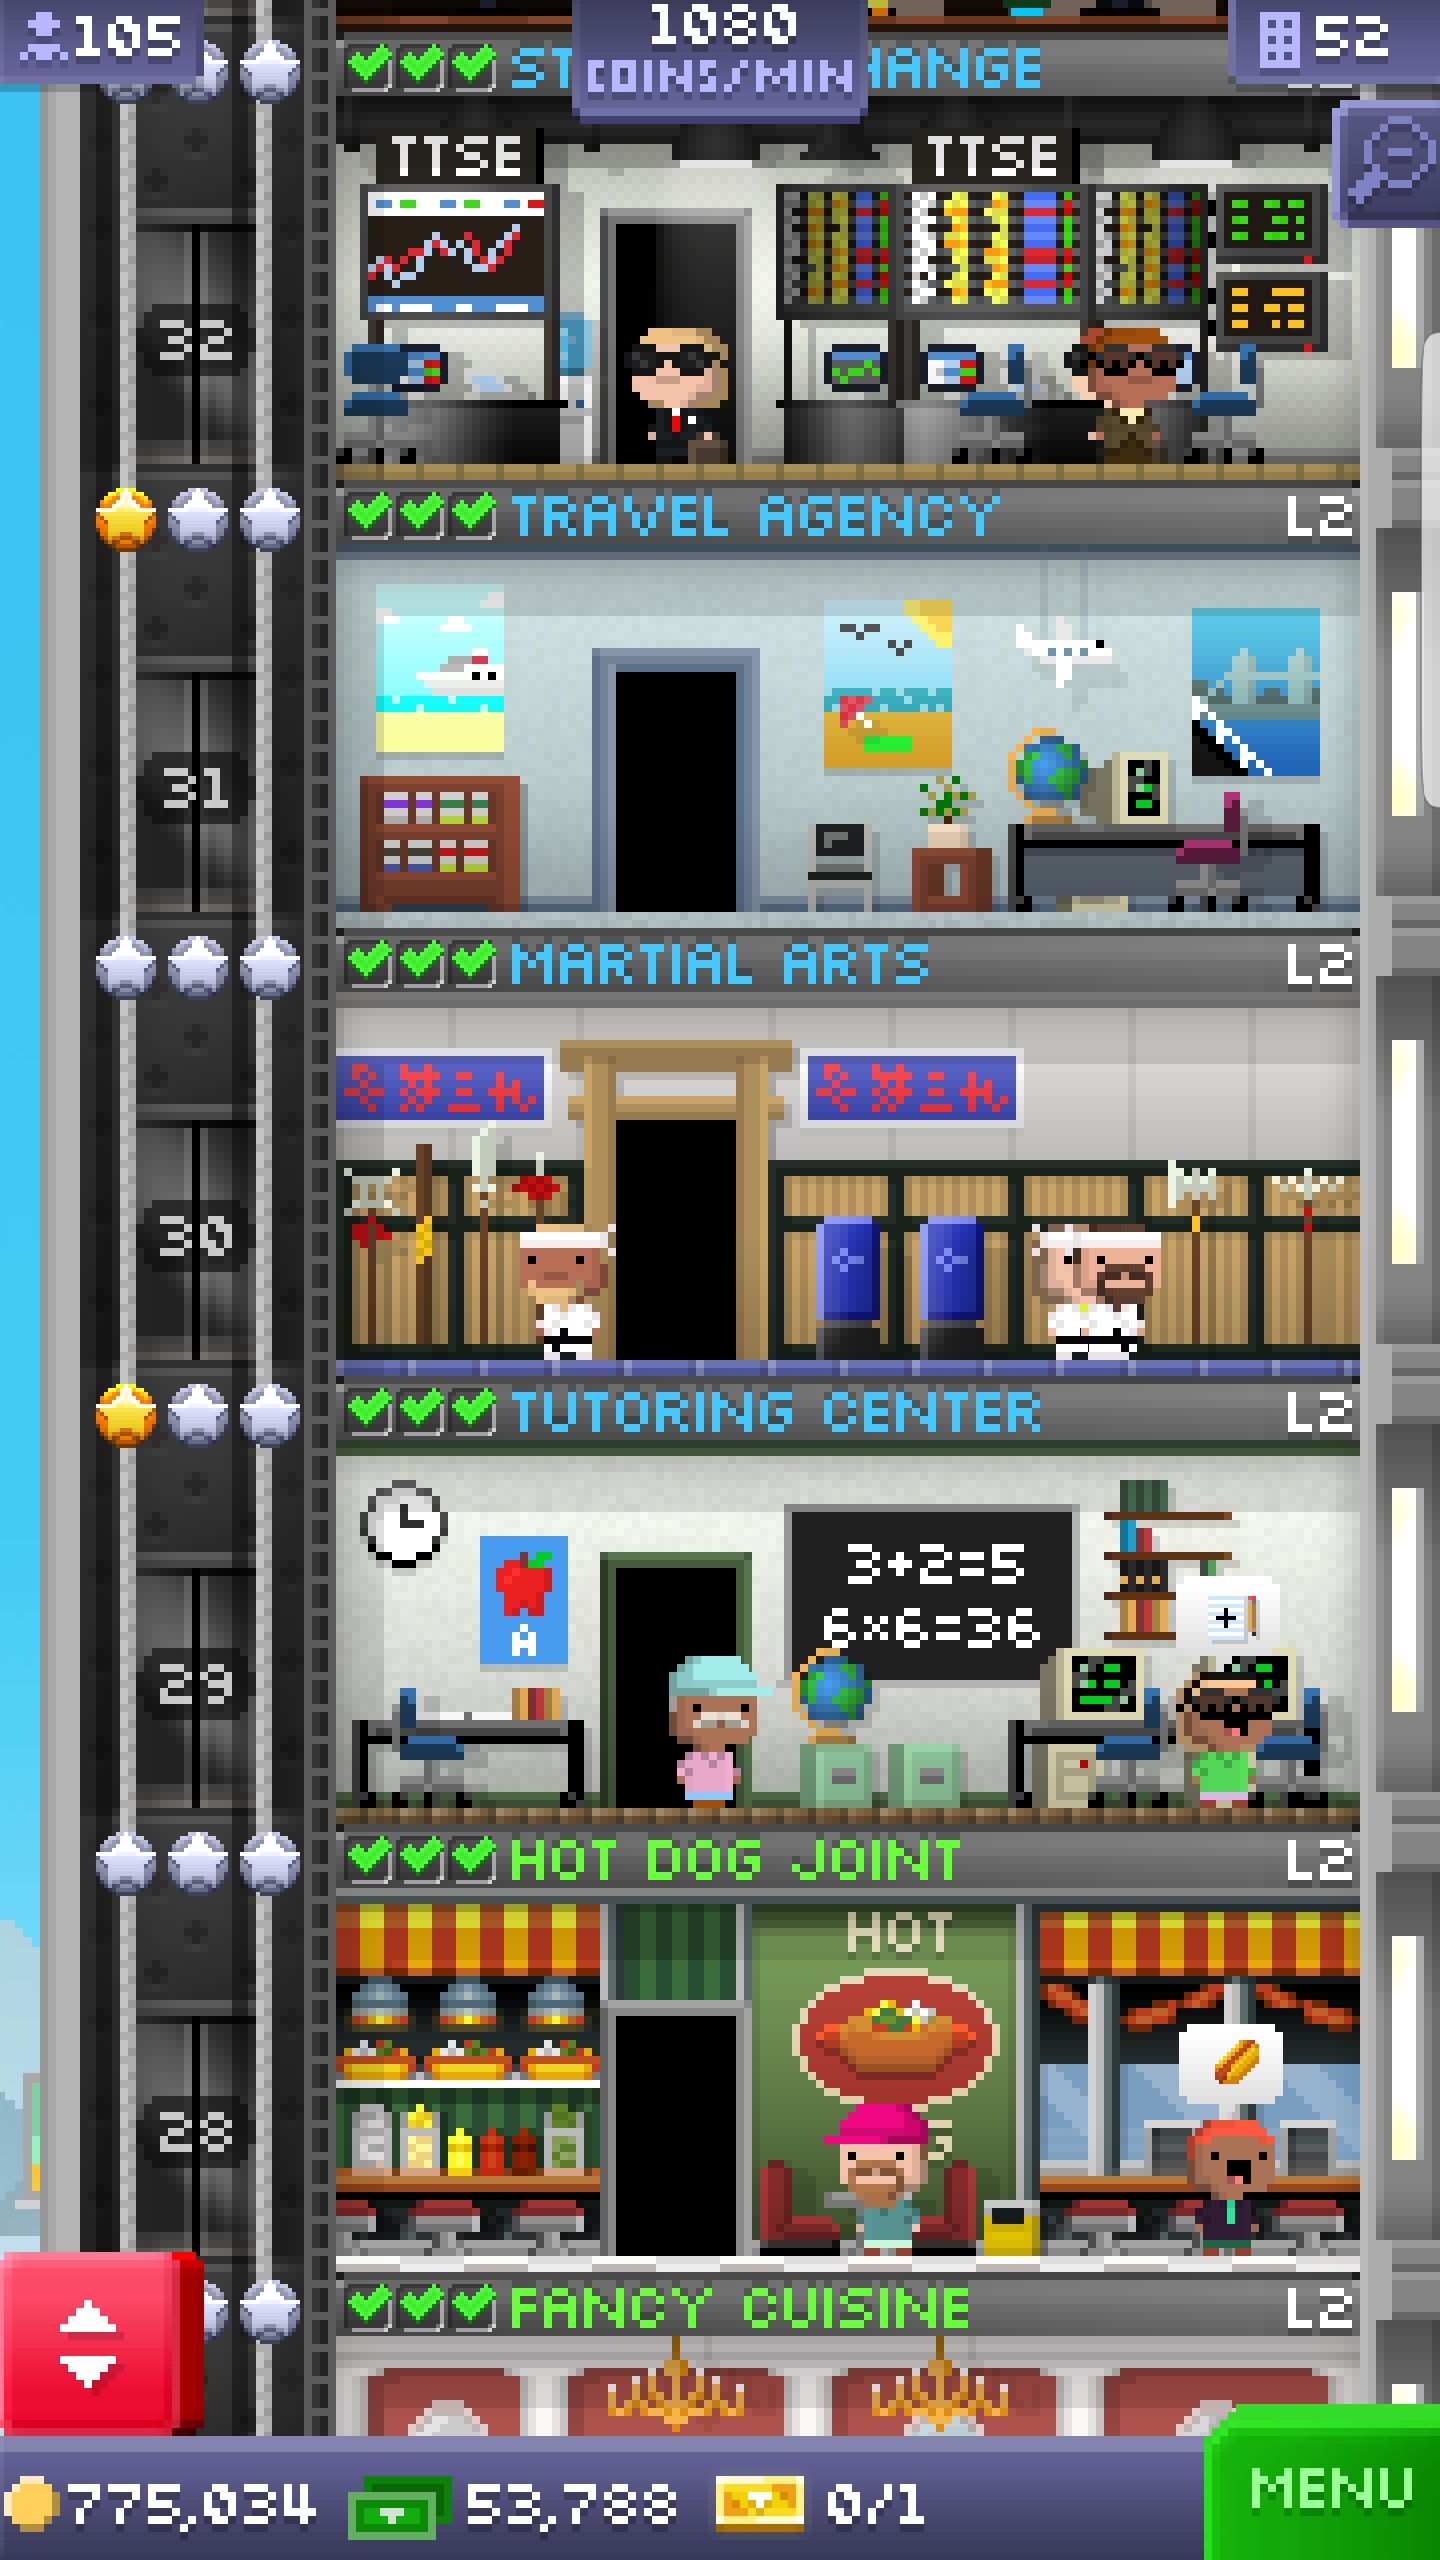 105
1080
COINS/MIN
52
ST
HANGE
TTSE
TTSE
32
TRAVEL AGENCY
L2
31
MARTIAL ARTS
L2
30
TUTORING CENTER
L2
3+2=5
6×6=36
A
29
HOT DOG JOINT
L2
HOT
28
FANCY CUISINE
L2
775,034
53,788
0/1
MENU